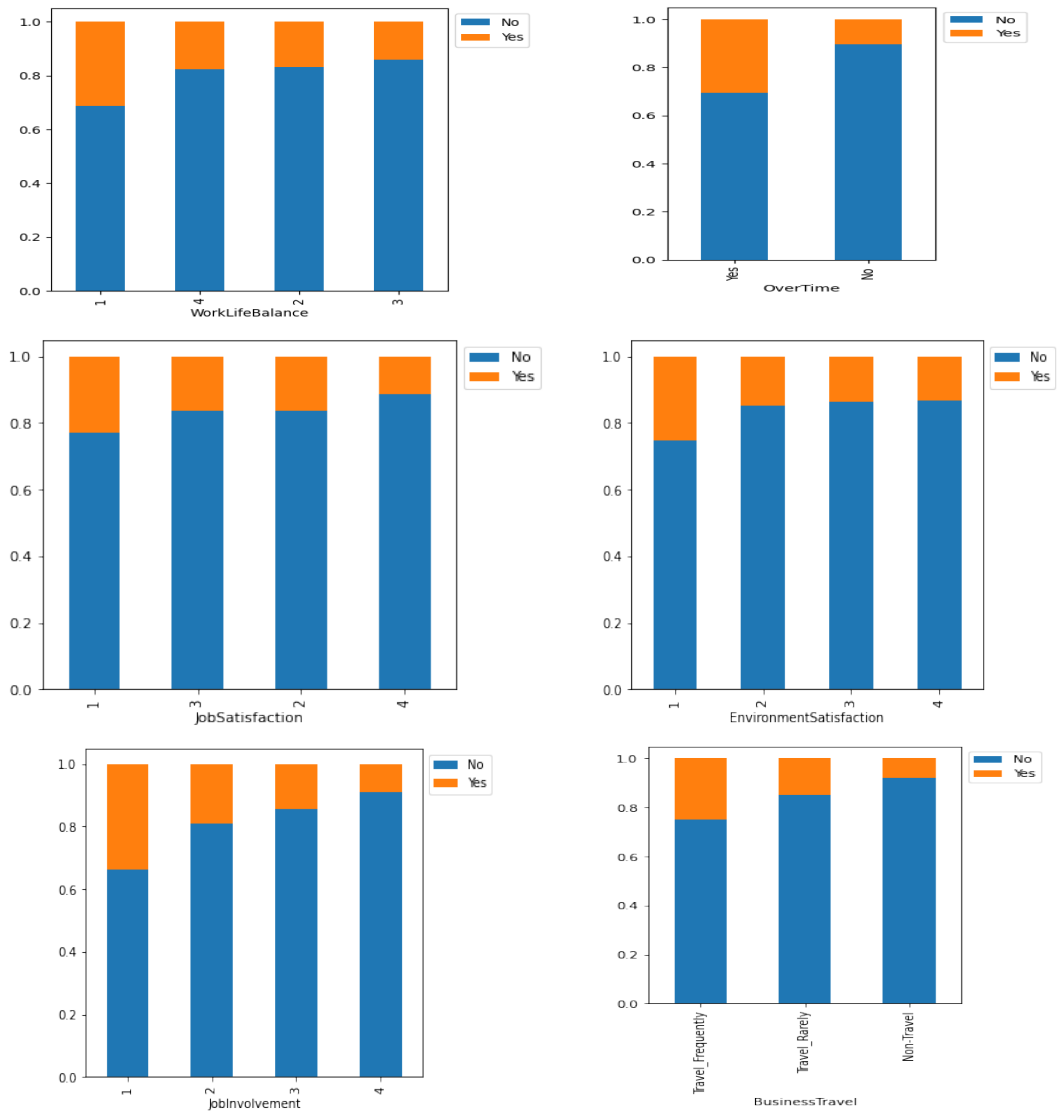 1.0
0.8
0.6
0.4
0.2
0.0
1
4
2
3
WorkLifeBalance
No
Yes
1.0
0.8
0.6
0.4
0.2
0.0
Yes
No
OverTime
No
Yes
1.0
0.8
0.6
0.4
0.2
0.0
1
3
2
4
JobSatisfaction
No
Yes
1.0
0.8
0.6
0.4
0.2
0.0
1
2
3
4
EnvironmentSatisfaction
No
Yes
1.0
0.8
0.6
0.4
0.2
0.0
1
2
3
4
JobInvolvement
No
Yes
1.0
0.8
0.6
0.4
0.2
0.0
Travel_Frequently
Travel_Rarely
Non-Travel
BusinessTravel
No
Yes